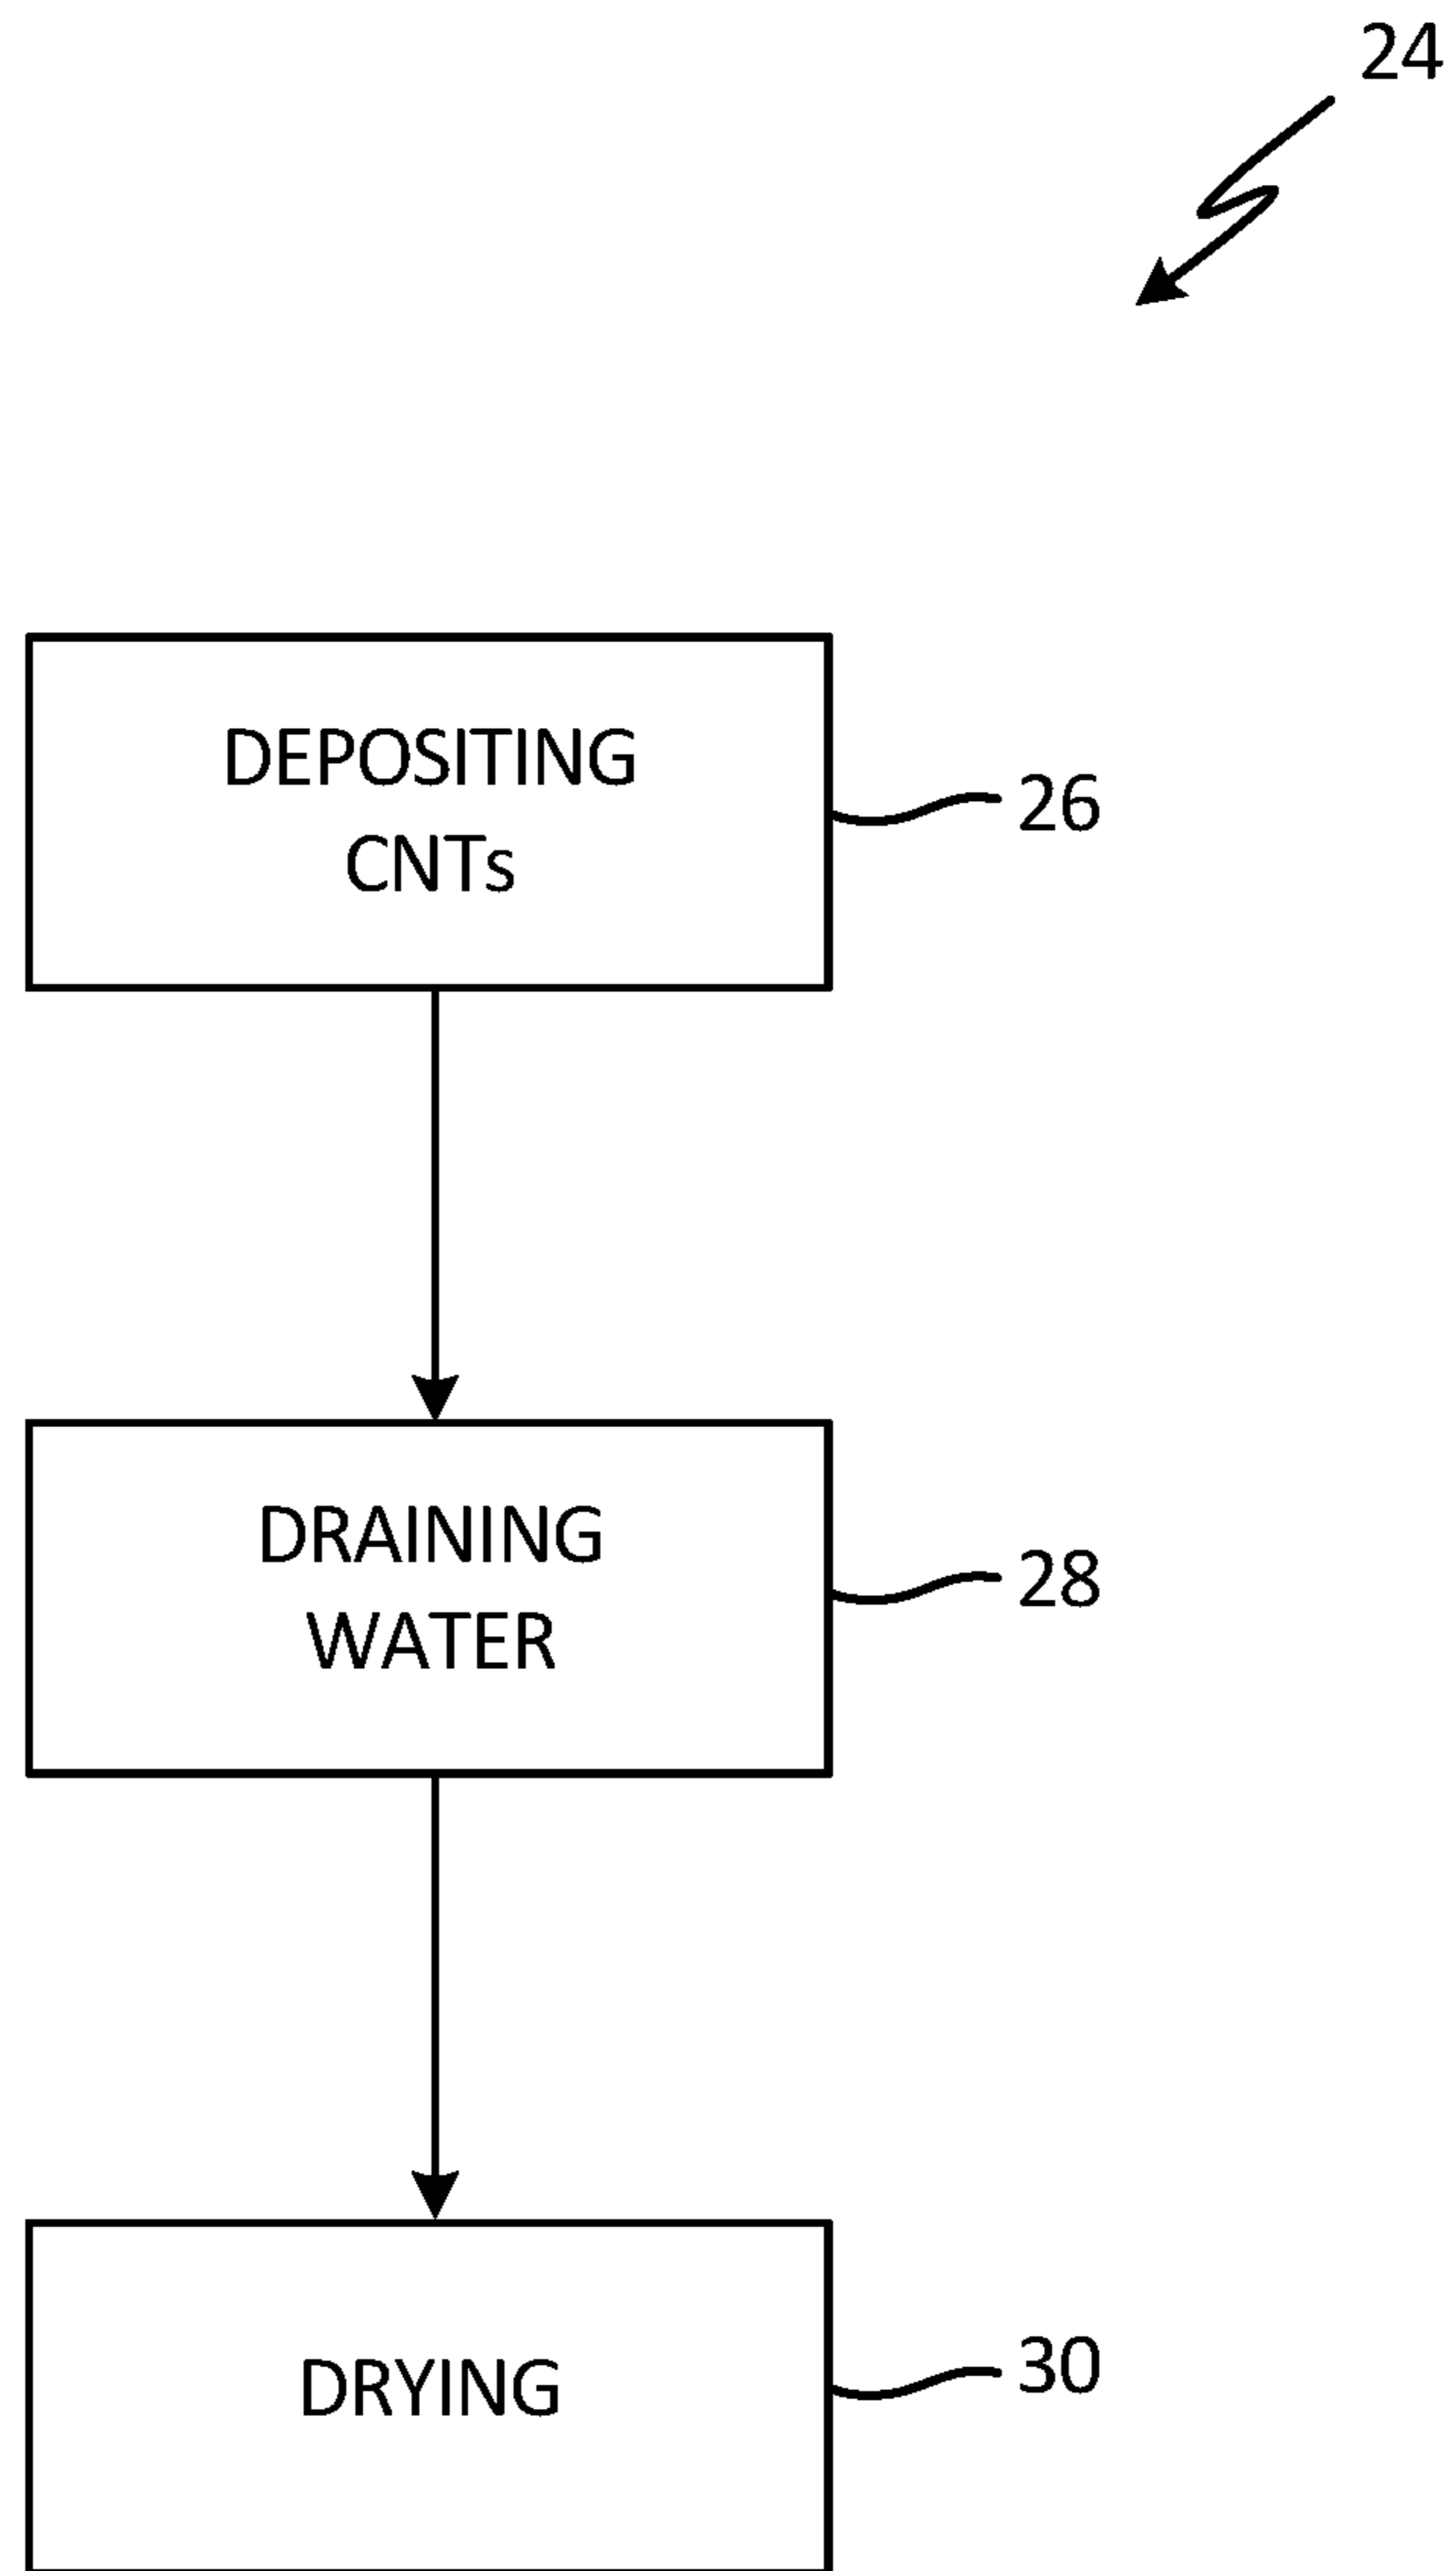 24
DEPOSITING
CNTs
26
DRAINING
WATER
28
DRYING
30